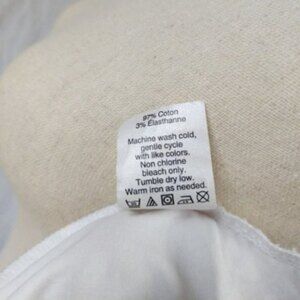 97% Coton
3% Élasthanne
Machine wash cold,
gentle cycle
with like colors.
Non chlorine
bleach only.
Tumble dry low.
Warm iron as needed.